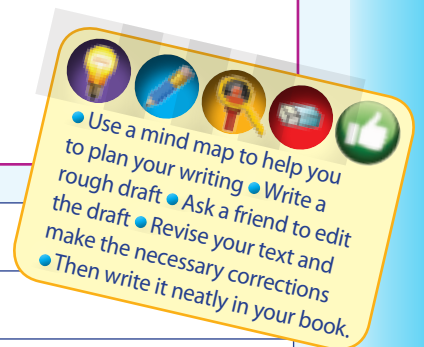 ● Use a mind map to help you
to plan your writing ● Write a
rough draft ● Ask a friend to edit
the draft ● Revise your text and
make the necessary corrections
● Then write it neatly in your book.